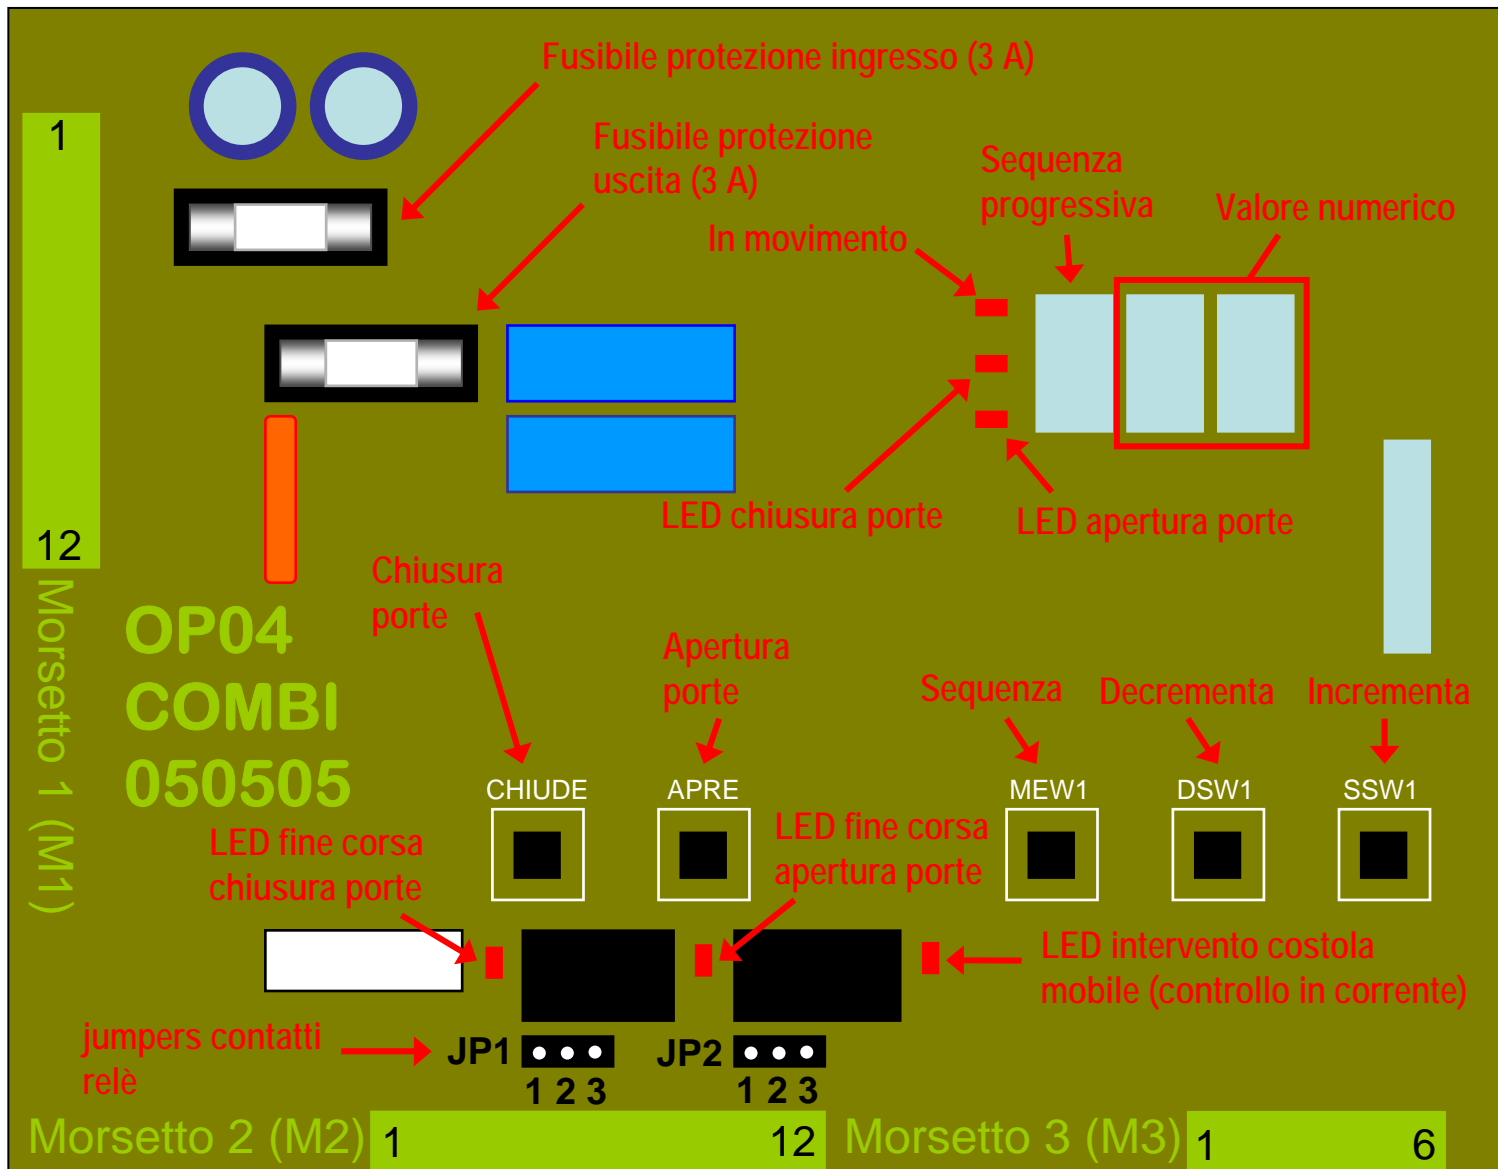 Fusibile protezione ingresso (3 A)
1
Fusibile protezione
uscita (3 A)
Sequenza
progressiva
Valore numerico
In movimento
LED chiusura porte
LED apertura porte
12
Morsetto 1 (M1)
Chiusura
porte
OP04
COMBI
050505
Apertura
porte
Sequenza
Decrementa
Incrementa
CHIUDE
APRE
MEW1
DSW1
SSW1
LED fine corsa
chiusura porte
LED fine corsa
apertura porte
LED intervento costola
mobile (controllo in corrente)
jumpers contatti
relè
JP1
1 2 3
JP2
1 2 3
Morsetto 2 (M2)
1
12
Morsetto 3 (M3)
1
6